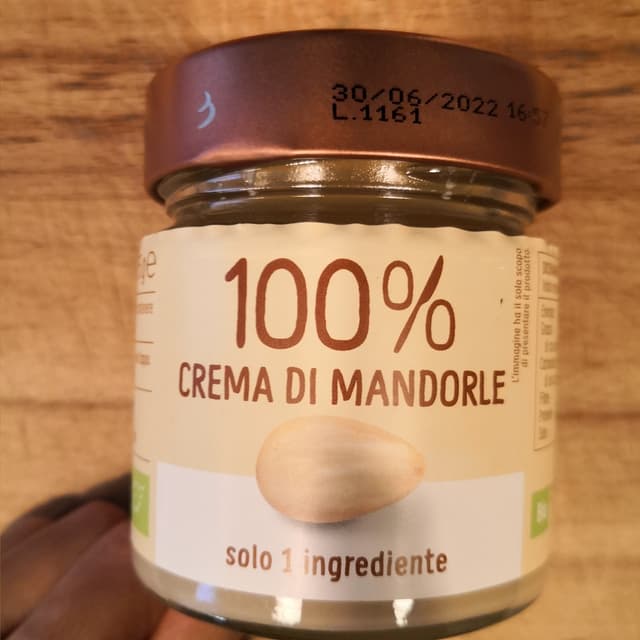 30/06/2022 16:57
L.1161
100%
CREMA DI MANDORLE
L'immagine ha il solo scopo
di presentare il prodotto.
solo 1 ingrediente